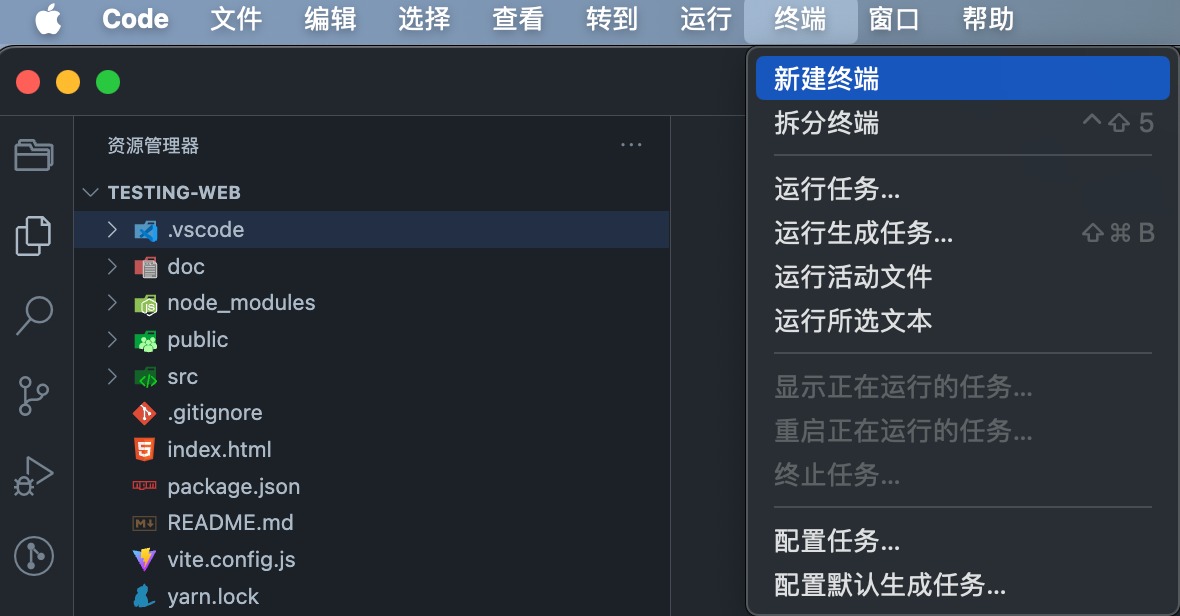 Code 文件 编辑 选择 查看 转到 运行 终端 窗口 帮助
资源管理器 ···
TESTING-WEB
.vscode
doc
node_modules
public
src
.gitignore
index.html
package.json
README.md
vite.config.js
yarn.lock
新建终端
拆分终端 ^⇧5
运行任务...
运行生成任务... ⇧⌘B
运行活动文件
运行所选文本
显示正在运行的任务...
重启正在运行的任务...
终止任务...
配置任务...
配置默认生成任务...